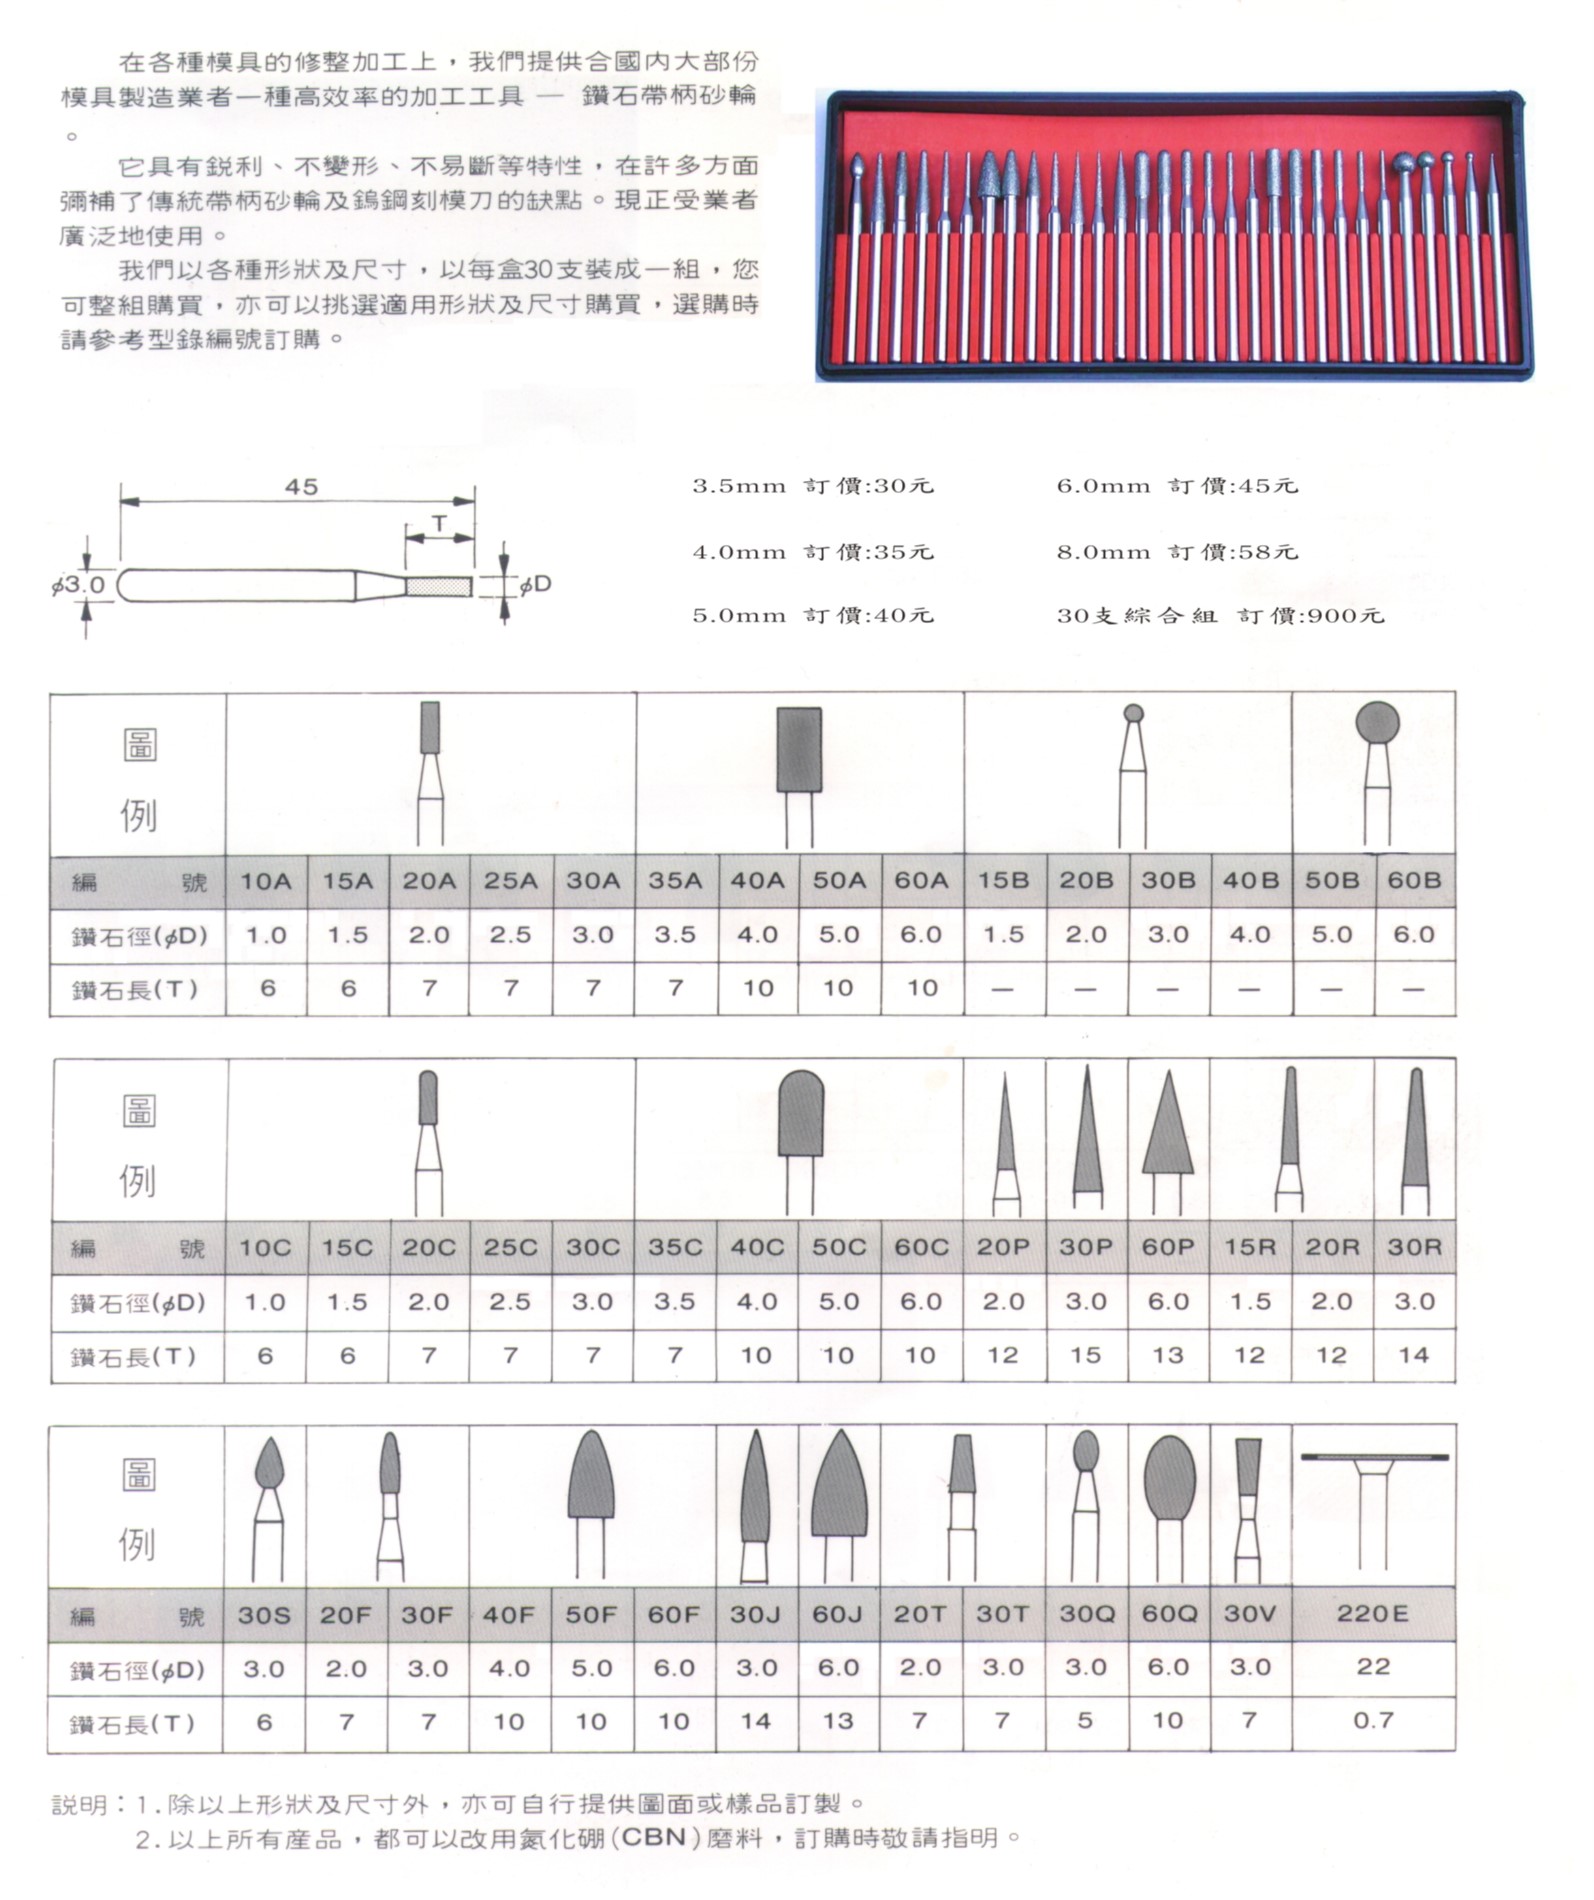 在各種模具的修整加工上，我們提供合國內大部份
模具製造業者一種高效率的加工工具 — 鑽石帶柄砂輪
。
它具有銳利、不變形、不易斷等特性，在許多方面
彌補了傳統帶柄砂輪及鎢鋼刻模刀的缺點。現正受業者
廣泛地使用。
我們以各種形狀及尺寸，以每盒30支裝成一組，您
可整組購買，亦可以挑選適用形狀及尺寸購買，選購時
請參考型錄編號訂購。
45
T
φ3.0
φD
3.5mm 訂價:30元 6.0mm 訂價:45元
4.0mm 訂價:35元 8.0mm 訂價:58元
5.0mm 訂價:40元 30支綜合組 訂價:900元
圖
例
編 號 10A 15A 20A 25A 30A 35A 40A 50A 60A 15B 20B 30B 40B 50B 60B
鑽石徑(φD) 1.0 1.5 2.0 2.5 3.0 3.5 4.0 5.0 6.0 1.5 2.0 3.0 4.0 5.0 6.0
鑽石長(T) 6 6 7 7 7 7 10 10 10 — — — — — —
圖
例
編 號 10C 15C 20C 25C 30C 35C 40C 50C 60C 20P 30P 60P 15R 20R 30R
鑽石徑(φD) 1.0 1.5 2.0 2.5 3.0 3.5 4.0 5.0 6.0 2.0 3.0 6.0 1.5 2.0 3.0
鑽石長(T) 6 6 7 7 7 7 10 10 10 12 15 13 12 12 14
圖
例
編 號 30S 20F 30F 40F 50F 60F 30J 60J 20T 30T 30Q 60Q 30V 220E
鑽石徑(φD) 3.0 2.0 3.0 4.0 5.0 6.0 3.0 6.0 2.0 3.0 3.0 6.0 3.0 22
鑽石長(T) 6 7 7 10 10 10 14 13 7 7 5 10 7 0.7
說明：1.除以上形狀及尺寸外，亦可自行提供圖面或樣品訂製。
2.以上所有產品，都可以改用氮化硼(CBN)磨料，訂購時敬請指明。